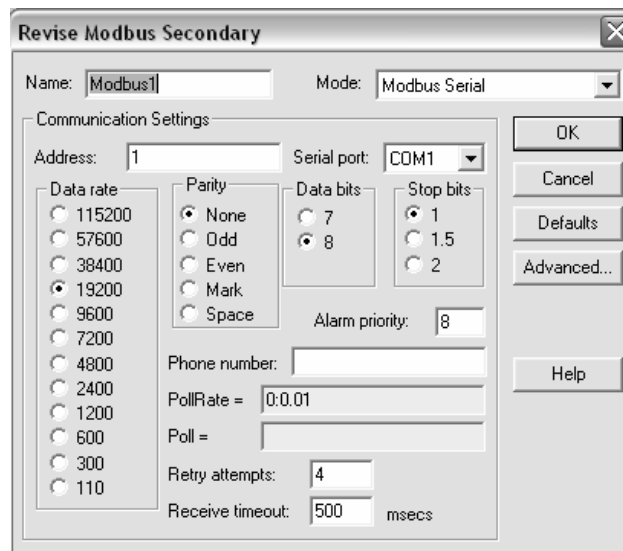 Revise Modbus Secondary
Name: Modbus1 Mode: Modbus Serial
Communication Settings
Address: 1 Serial port: COM1
Data rate
115200
57600
38400
19200
9600
7200
4800
2400
1200
600
300
110
Parity
None
Odd
Even
Mark
Space
Data bits
7
8
Stop bits
1
1.5
2
Alarm priority: 8
Phone number:
PollRate = 0:0.01
Poll =
Retry attempts: 4
Receive timeout: 500 msecs
OK
Cancel
Defaults
Advanced...
Help